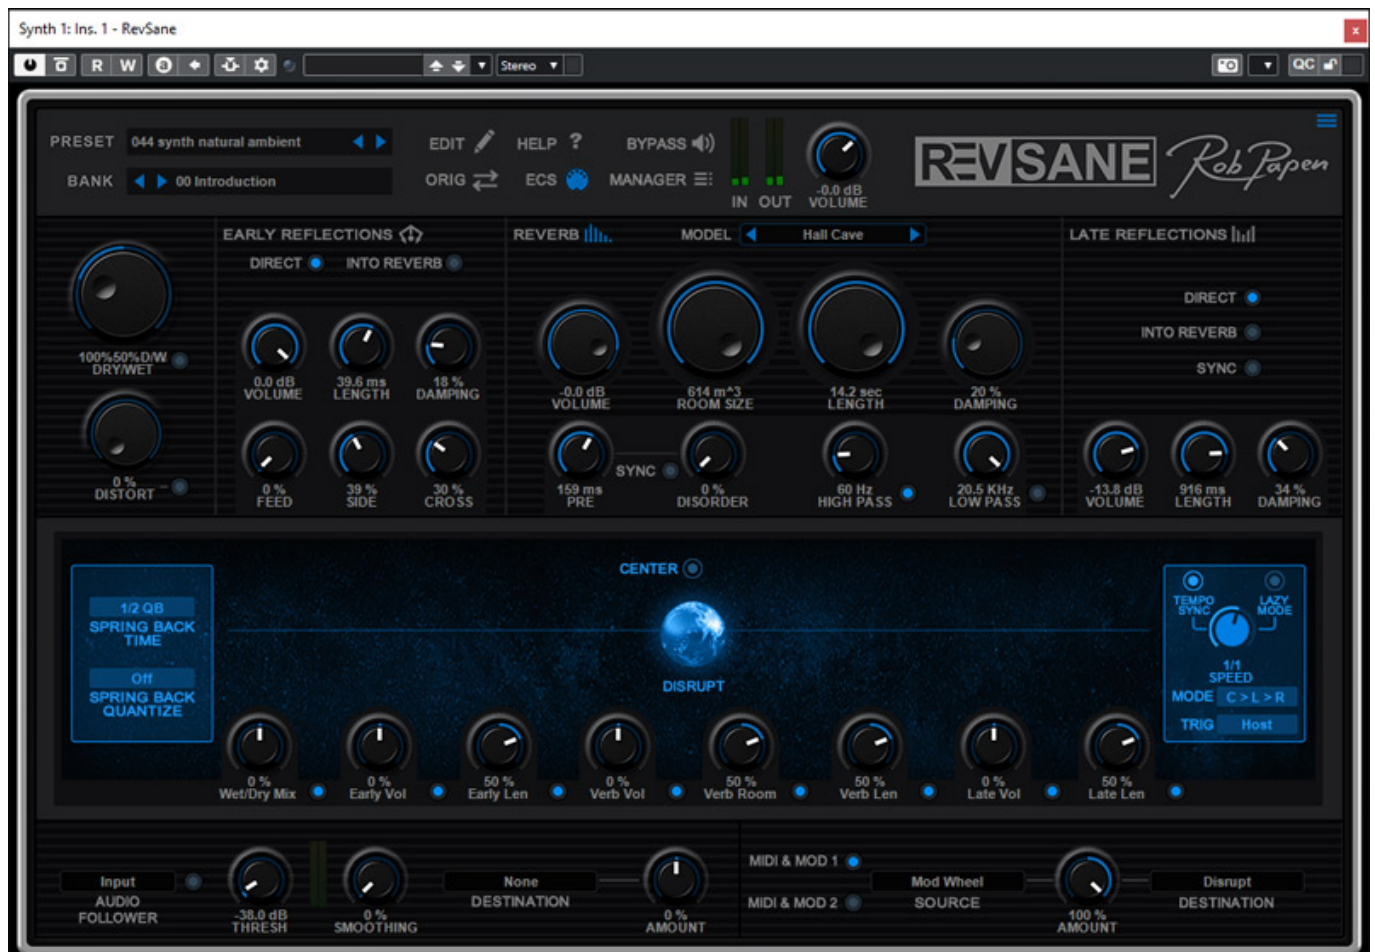 Synth 1: Ins. 1 - RevSane
x
R W a Stereo QC
PRESET 044 synth natural ambient
BANK 00 Introduction
EDIT HELP ? BYPASS
ORIG ECS MANAGER
IN OUT
-0.0 dB
VOLUME
REVSANE Rob Papen
EARLY REFLECTIONS
DIRECT INTO REVERB
REVERB MODEL Hall Cave
LATE REFLECTIONS
DIRECT
INTO REVERB
SYNC
100%50%D/W
DRY/WET
0.0 dB 39.6 ms 18 %
VOLUME LENGTH DAMPING
-0.0 dB 614 m^3 14.2 sec 20 %
VOLUME ROOM SIZE LENGTH DAMPING
0 %
DISTORT
0 % 39 % 30 %
FEED SIDE CROSS
SYNC
159 ms 0 % 60 Hz 20.5 KHz
PRE DISORDER HIGH PASS LOW PASS
-13.8 dB 916 ms 34 %
VOLUME LENGTH DAMPING
CENTER
DISRUPT
1/2 QB
SPRING BACK
TIME
Off
SPRING BACK
QUANTIZE
TEMPO LAZY
SYNC MODE
1/1
SPEED
MODE C > L > R
TRIG Host
0 % 0 % 50 % 0 % 50 % 50 % 0 % 50 %
Wet/Dry Mix Early Vol Early Len Verb Vol Verb Room Verb Len Late Vol Late Len
Input
AUDIO
FOLLOWER
-38.0 dB
THRESH
0 %
SMOOTHING
None
DESTINATION
0 %
AMOUNT
MIDI & MOD 1
MIDI & MOD 2
Mod Wheel
SOURCE
100 %
AMOUNT
Disrupt
DESTINATION